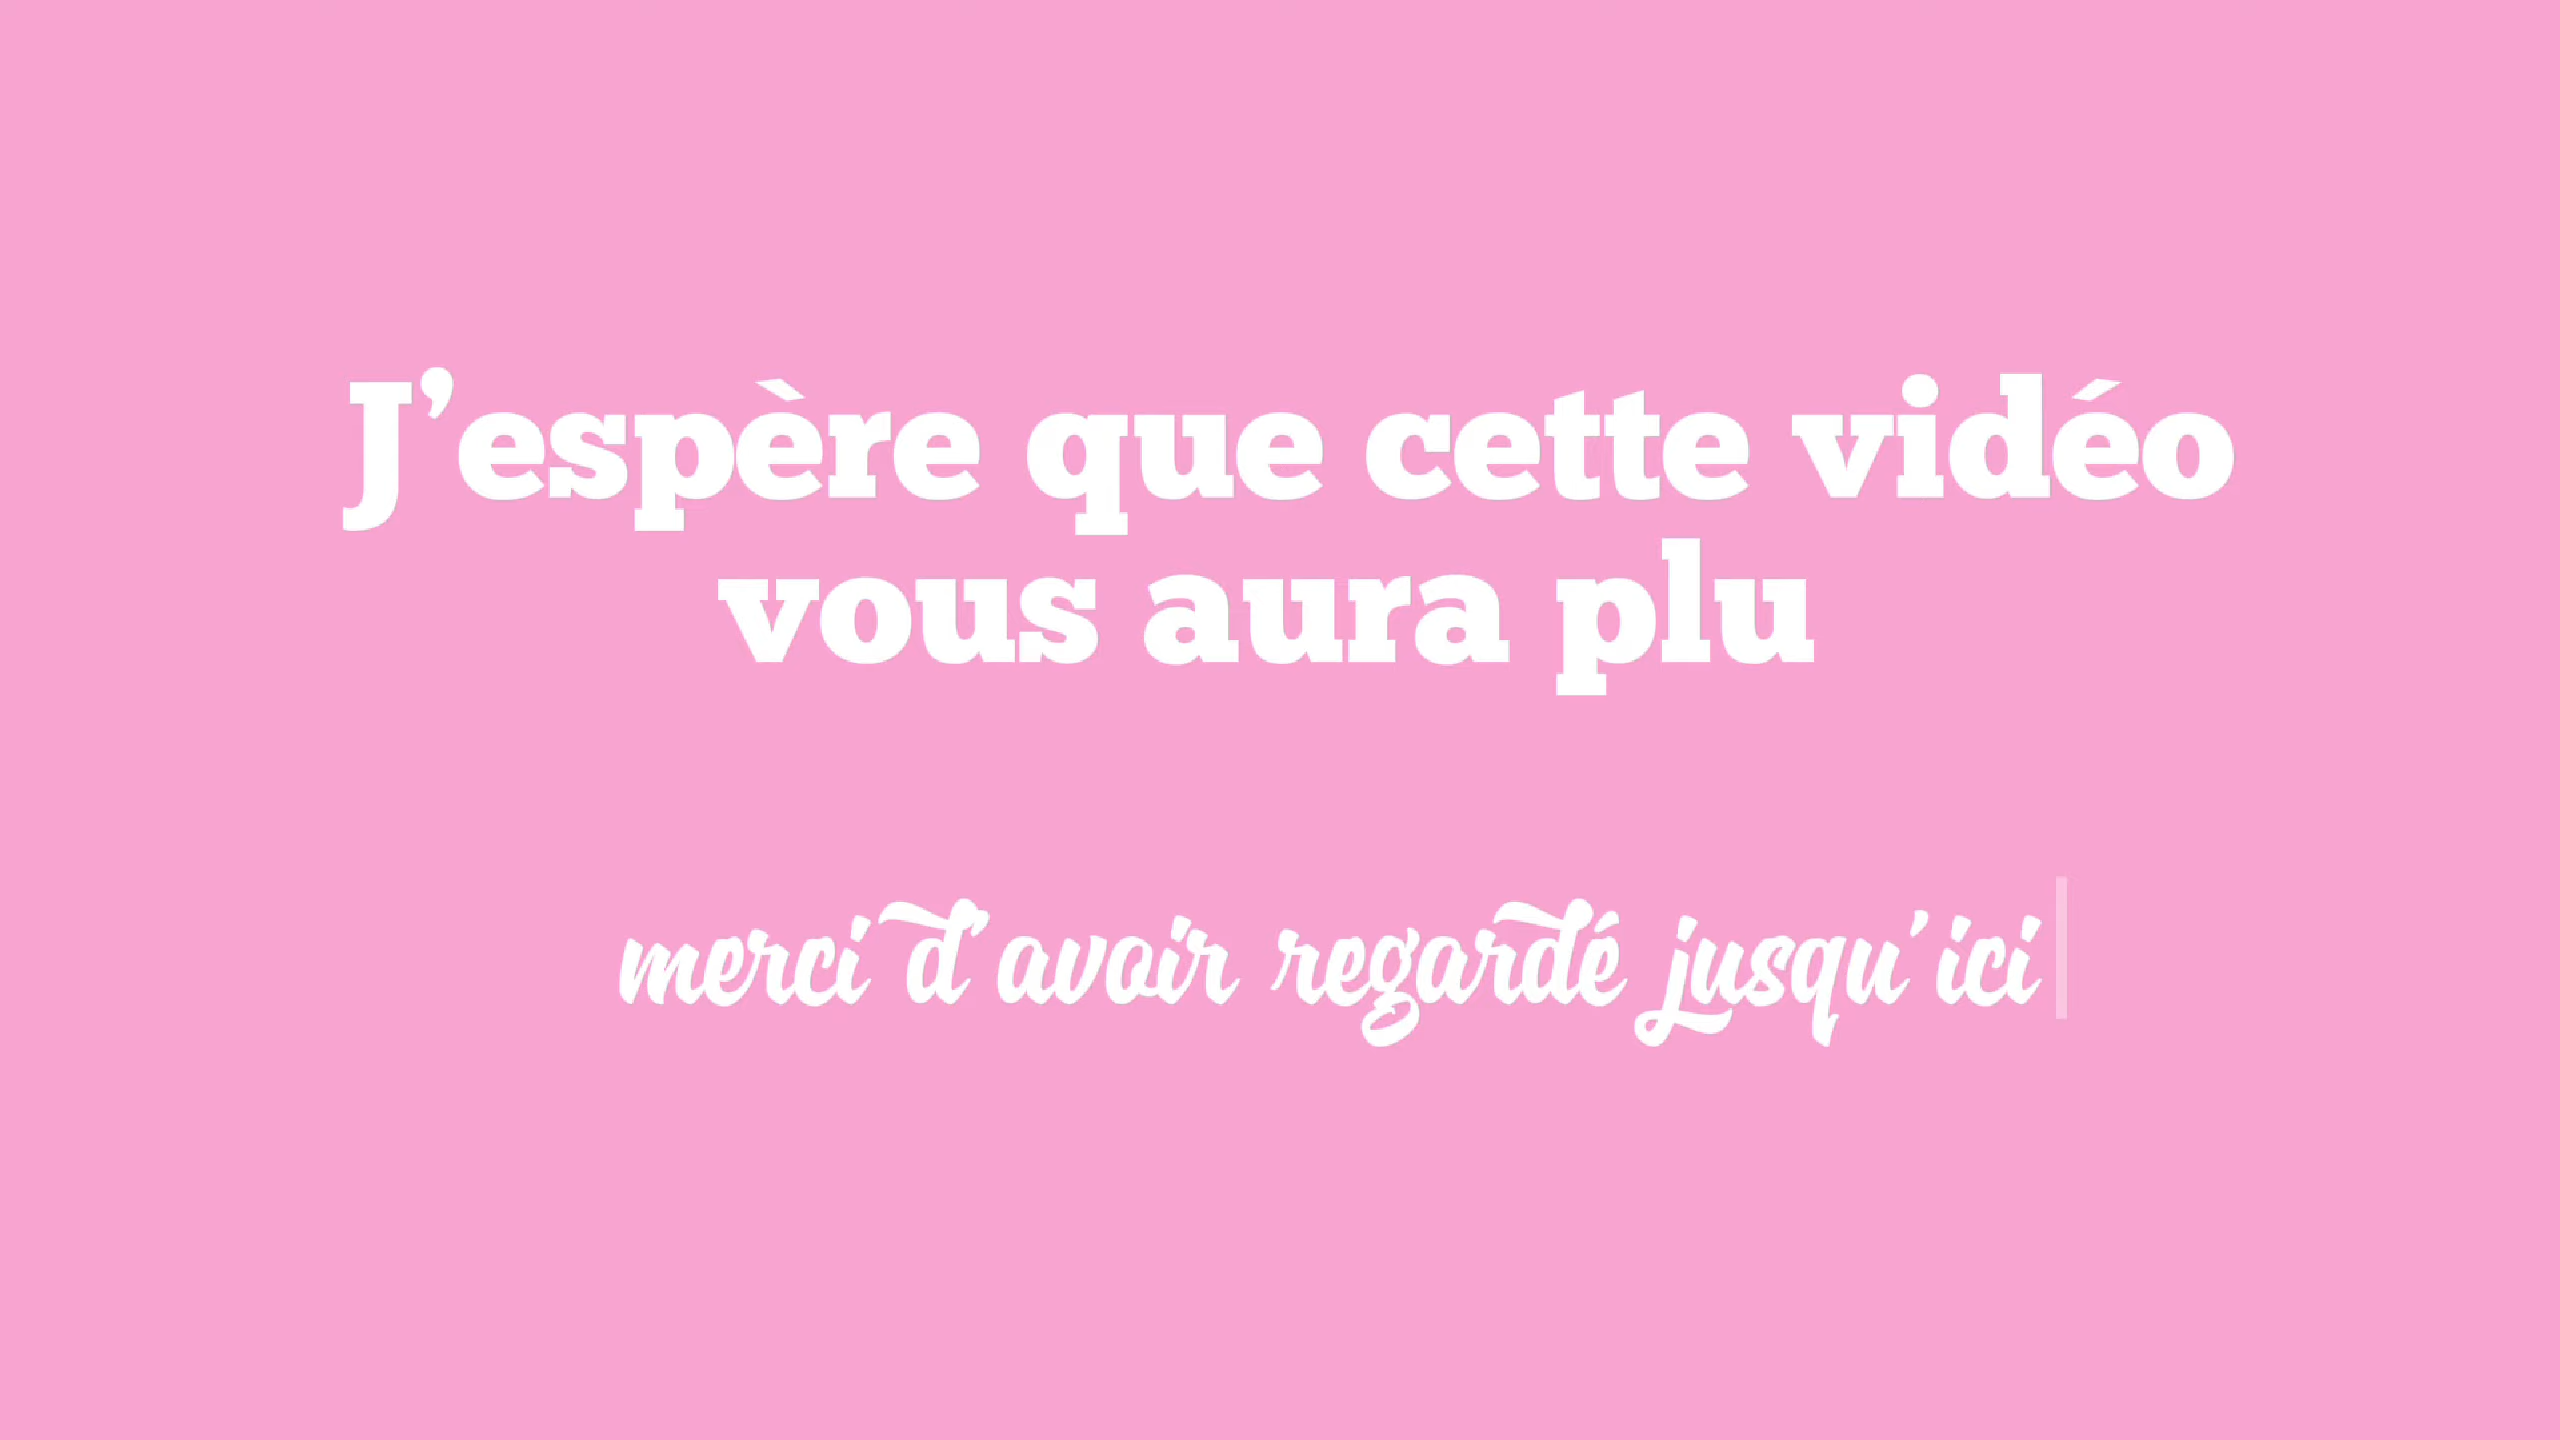 J’espère que cette vidéo
vous aura plu
merci d’avoir regardé jusqu’ici